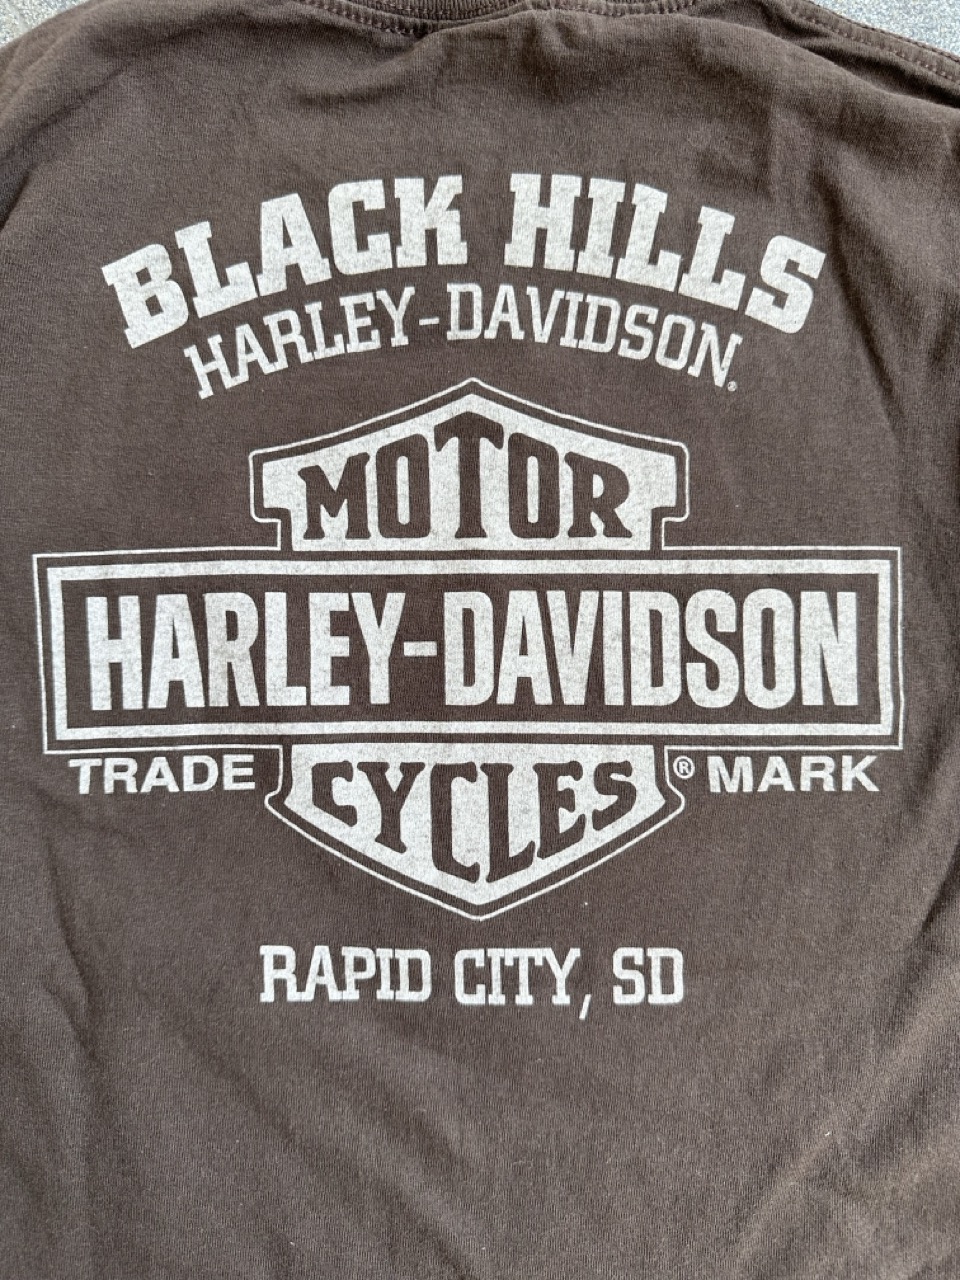 BLACK HILLS
HARLEY-DAVIDSON®
MOTOR
HARLEY-DAVIDSON
TRADE ® MARK
CYCLES
RAPID CITY, SD